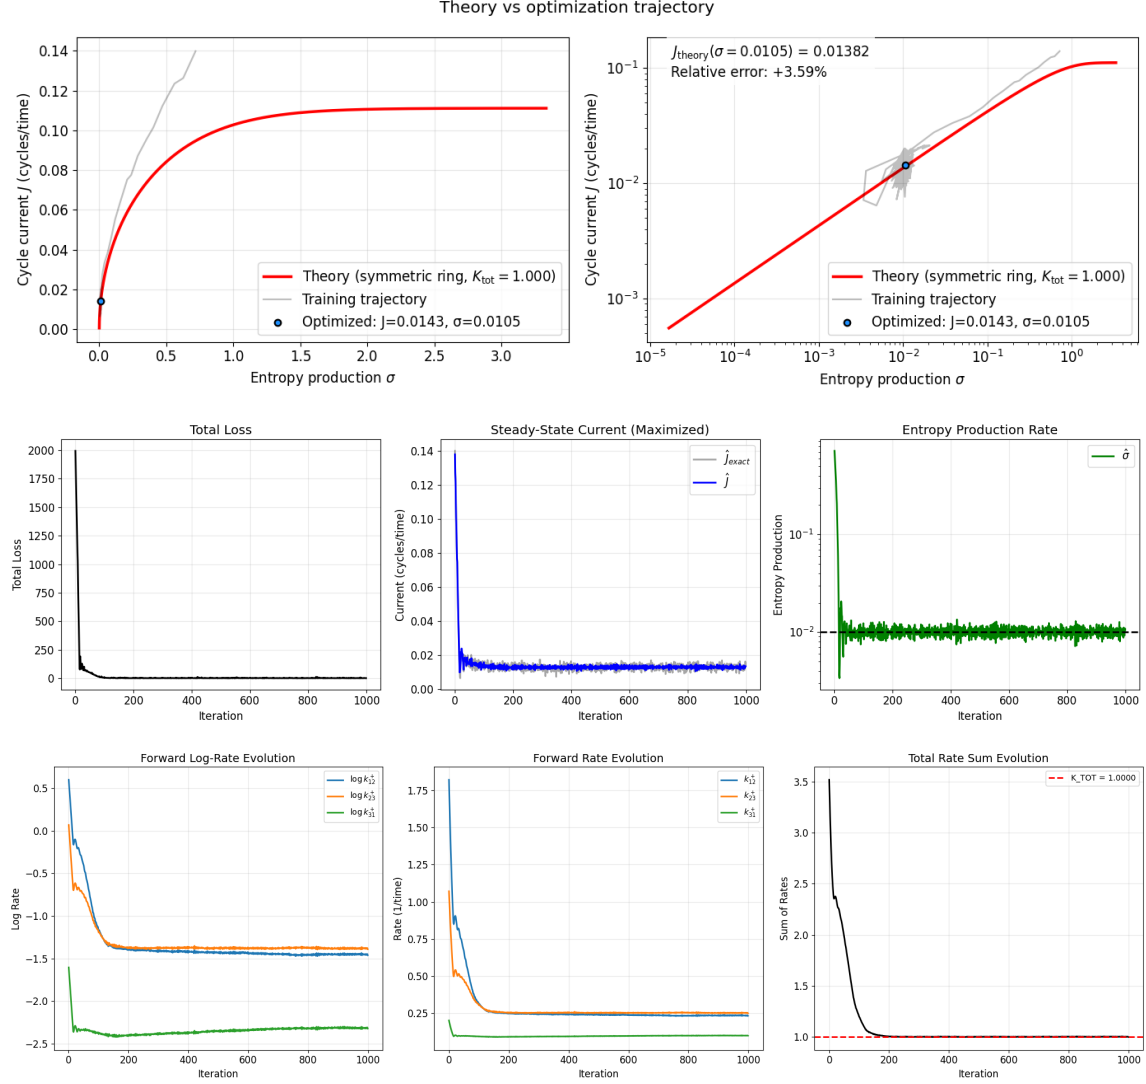 Theory vs optimization trajectory
Cycle current J (cycles/time)
0.14
0.12
0.10
0.08
0.06
0.04
0.02
0.00
Theory (symmetric ring, K_tot = 1.000)
Training trajectory
Optimized: J=0.0143, σ=0.0105
0.0 0.5 1.0 1.5 2.0 2.5 3.0
Entropy production σ
J_theory(σ = 0.0105) = 0.01382
Relative error: +3.59%
Cycle current J (cycles/time)
10⁻¹
10⁻²
10⁻³
Theory (symmetric ring, K_tot = 1.000)
Training trajectory
Optimized: J=0.0143, σ=0.0105
10⁻⁵ 10⁻⁴ 10⁻³ 10⁻² 10⁻¹ 10⁰
Entropy production σ
Total Loss
Total Loss
2000
1750
1500
1250
1000
750
500
250
0
0 200 400 600 800 1000
Iteration
Steady-State Current (Maximized)
Current (cycles/time)
0.14
0.12
0.10
0.08
0.06
0.04
0.02
0.00
Ĵ_exact
Ĵ
0 200 400 600 800 1000
Iteration
Entropy Production Rate
Entropy Production
10⁻¹
10⁻²
σ̂
0 200 400 600 800 1000
Iteration
Forward Log-Rate Evolution
Log Rate
0.5
0.0
−0.5
−1.0
−1.5
−2.0
−2.5
log k₁₂⁺
log k₂₃⁺
log k₃₁⁺
0 200 400 600 800 1000
Iteration
Forward Rate Evolution
Rate (1/time)
1.75
1.50
1.25
1.00
0.75
0.50
0.25
k₁₂⁺
k₂₃⁺
k₃₁⁺
0 200 400 600 800 1000
Iteration
Total Rate Sum Evolution
Sum of Rates
3.5
3.0
2.5
2.0
1.5
1.0
K_TOT = 1.0000
0 200 400 600 800 1000
Iteration